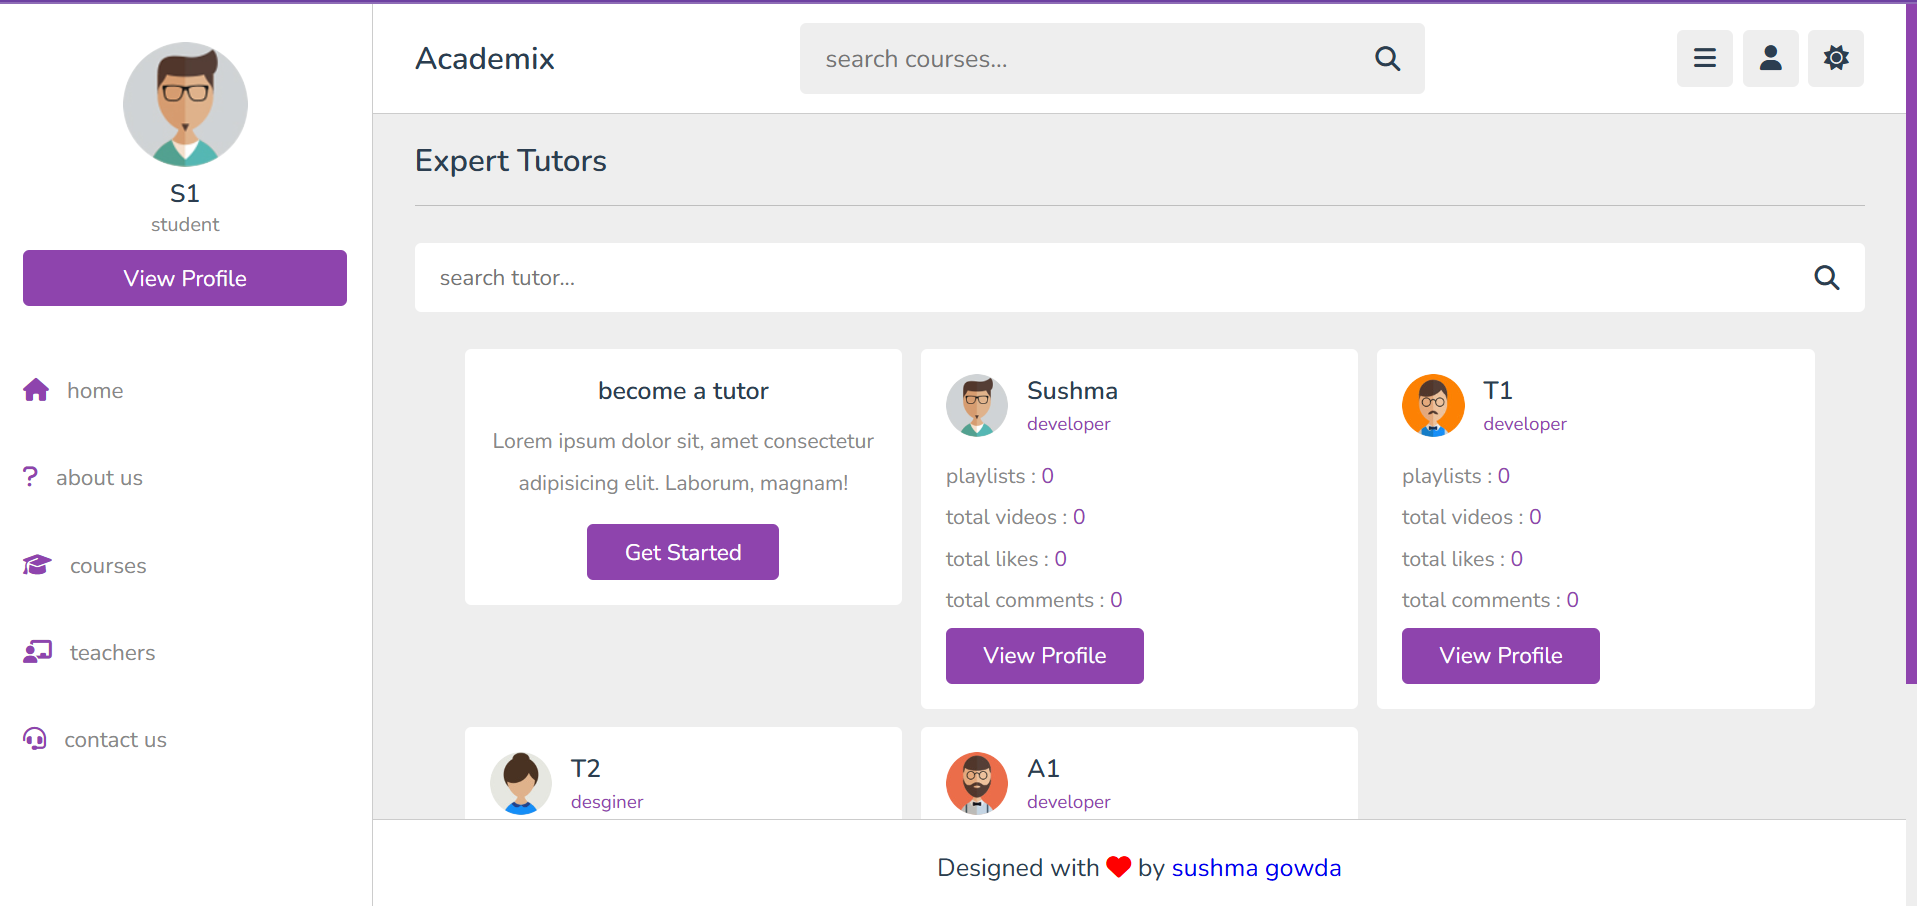 S1
student
View Profile
home
about us
courses
teachers
contact us
Academix
search courses...
Expert Tutors
search tutor...
become a tutor
Lorem ipsum dolor sit, amet consectetur
adipisicing elit. Laborum, magnam!
Get Started
Sushma
developer
playlists : 0
total videos : 0
total likes : 0
total comments : 0
View Profile
T1
developer
playlists : 0
total videos : 0
total likes : 0
total comments : 0
View Profile
T2
desginer
A1
developer
Designed with by sushma gowda